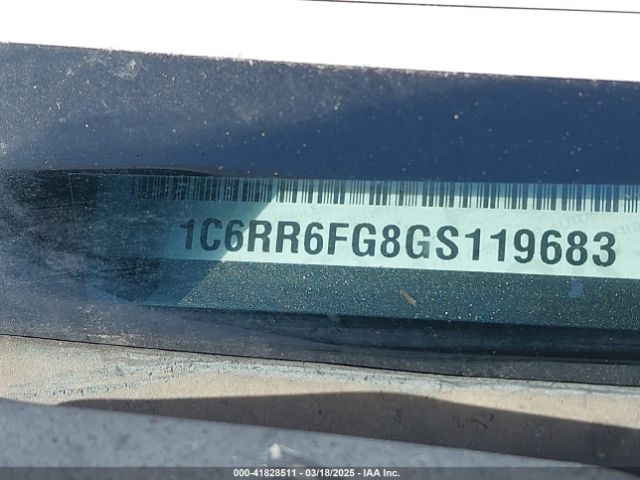 1C6RR6FG8GS119683
000-41828511 — 03/18/2025 — IAA Inc.